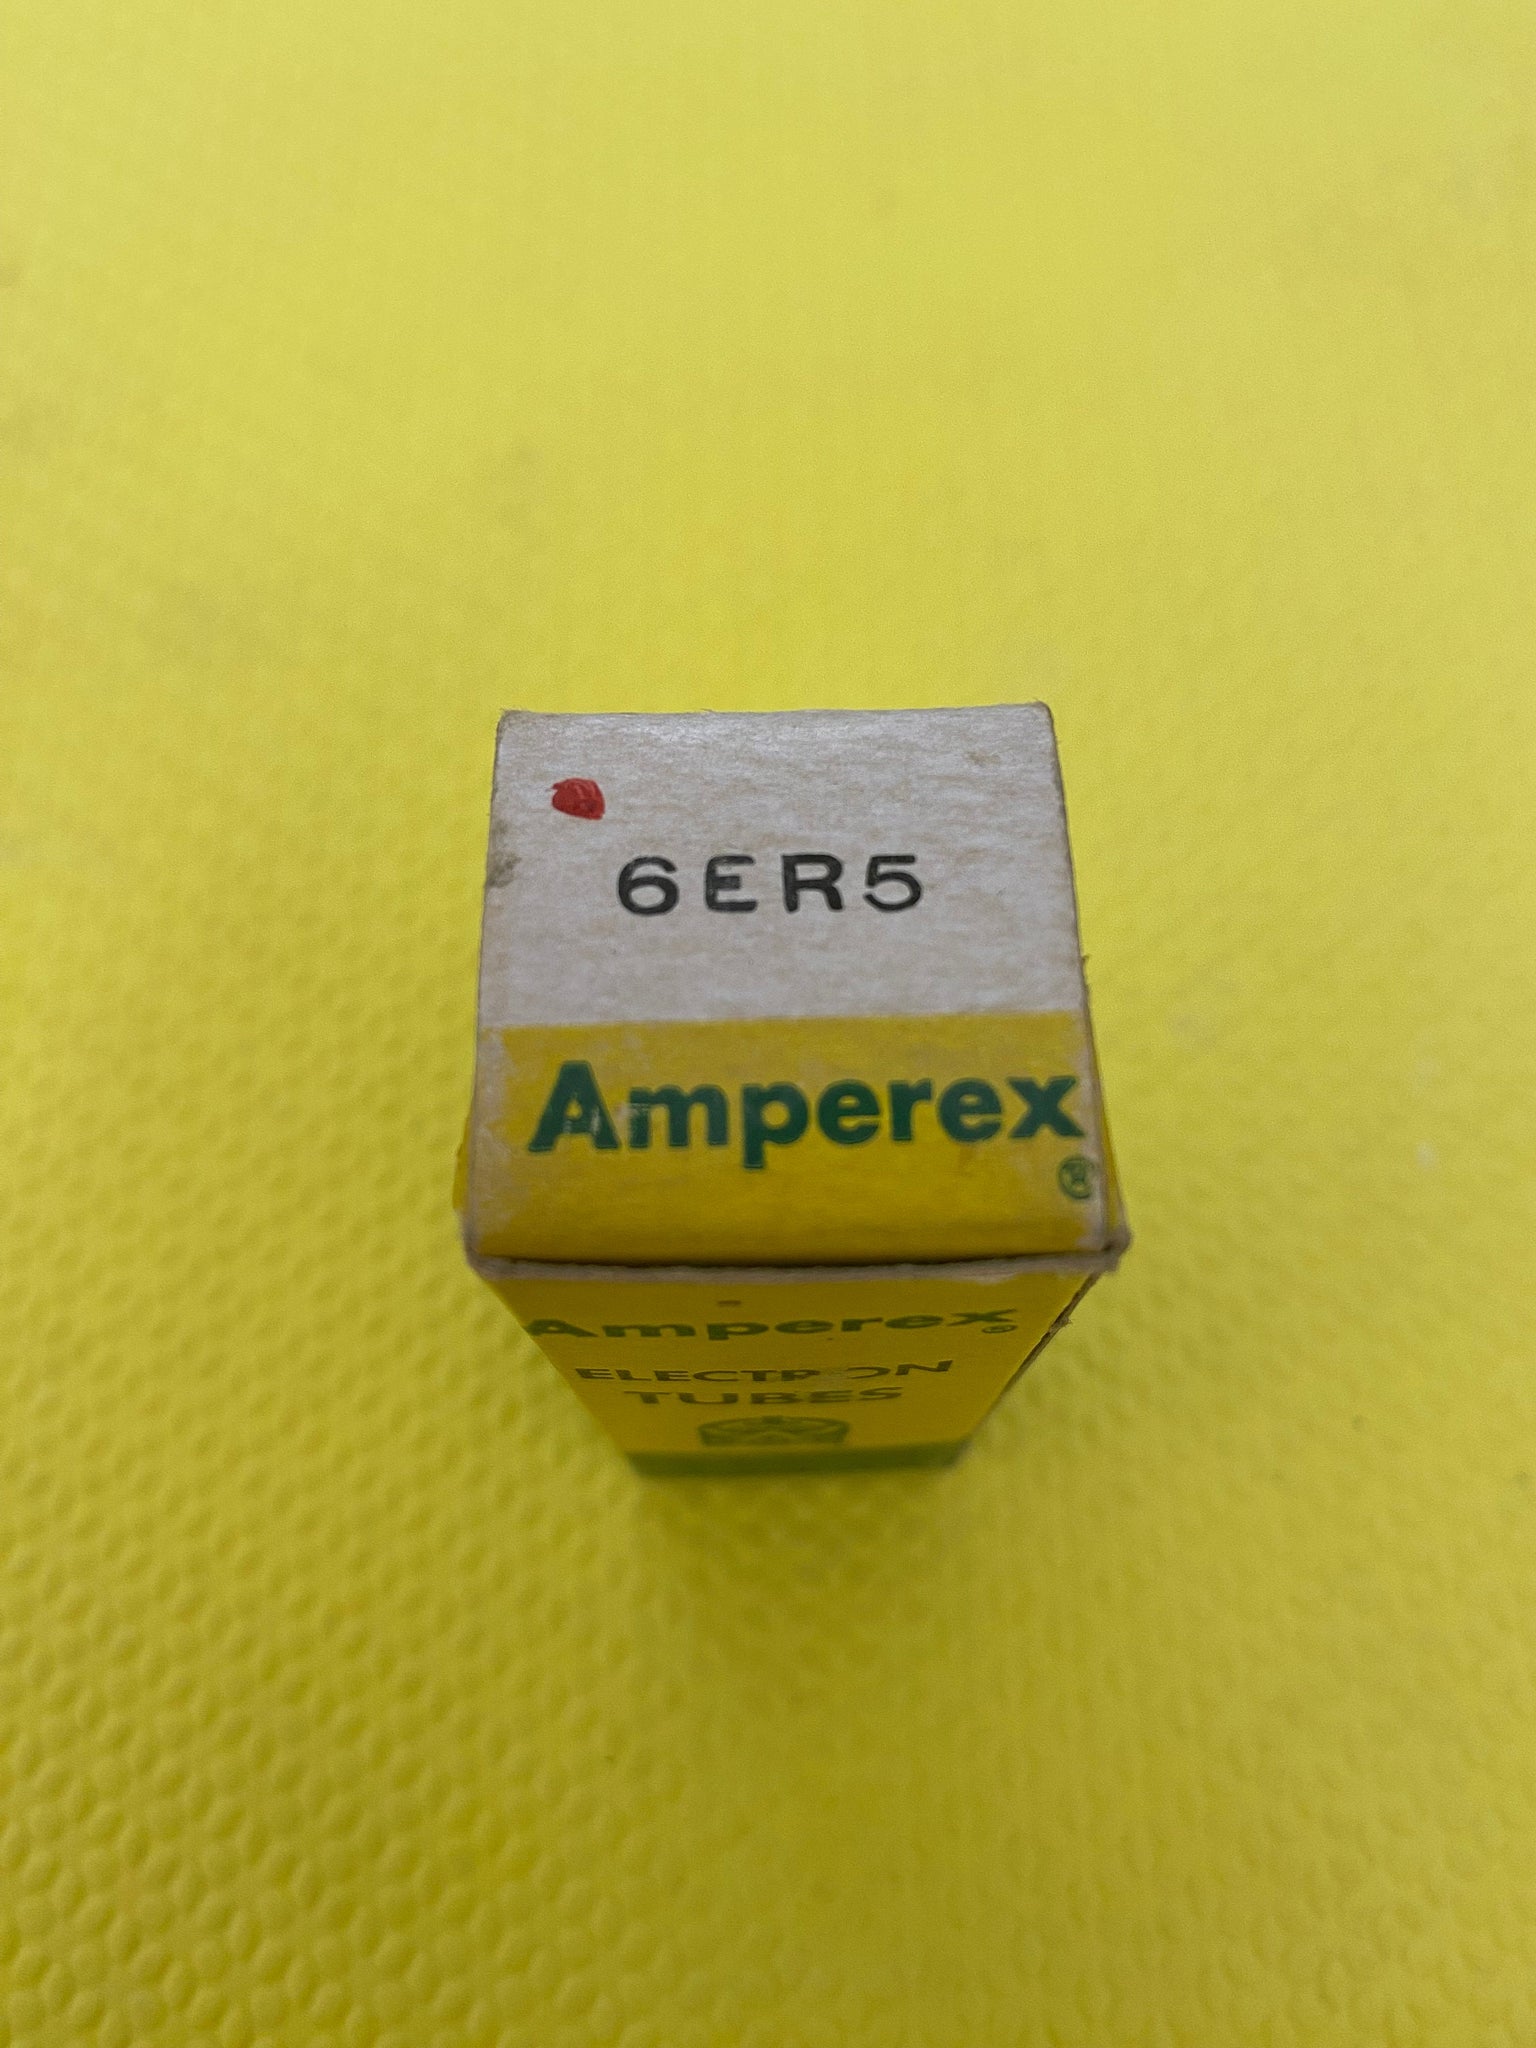 6ER5
Amperex
®
Amperex®
ELECTRON
TUBES